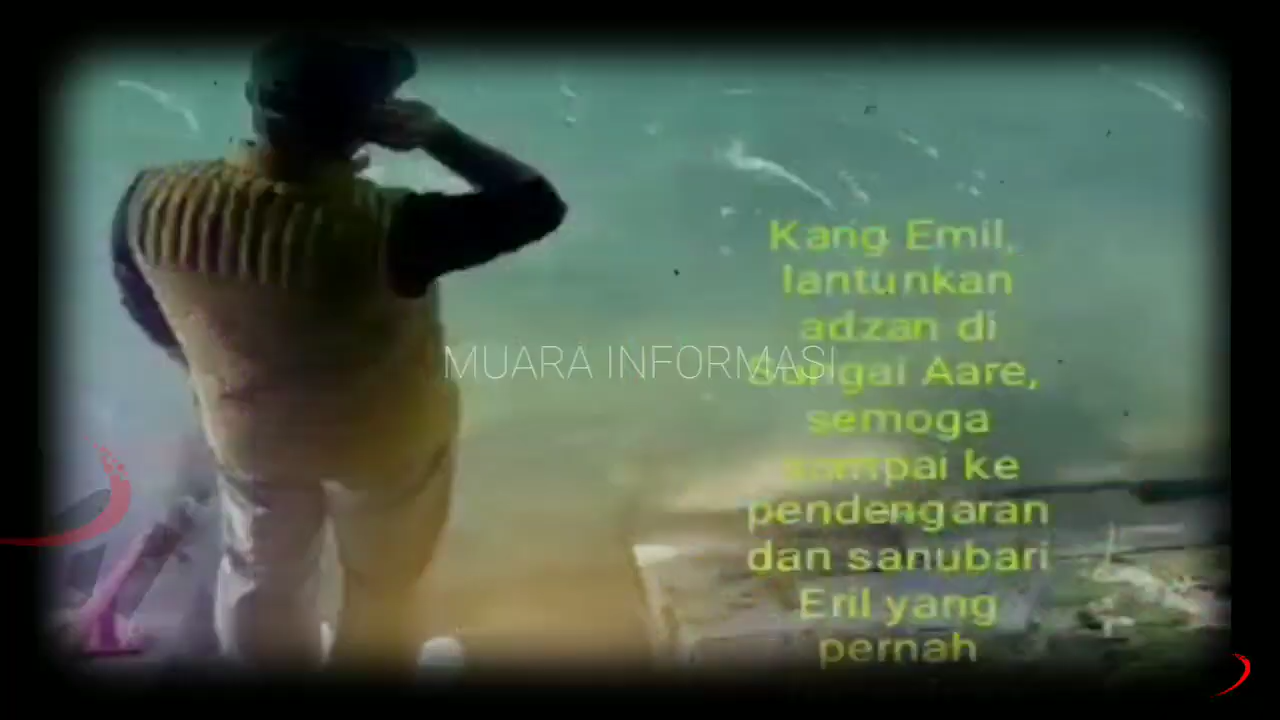 Kang Emil,
lantunkan
adzan di
MUARA INFORMASI
Sungai Aare,
semoga
sampai ke
pendengaran
dan sanubari
Eril yang
pernah